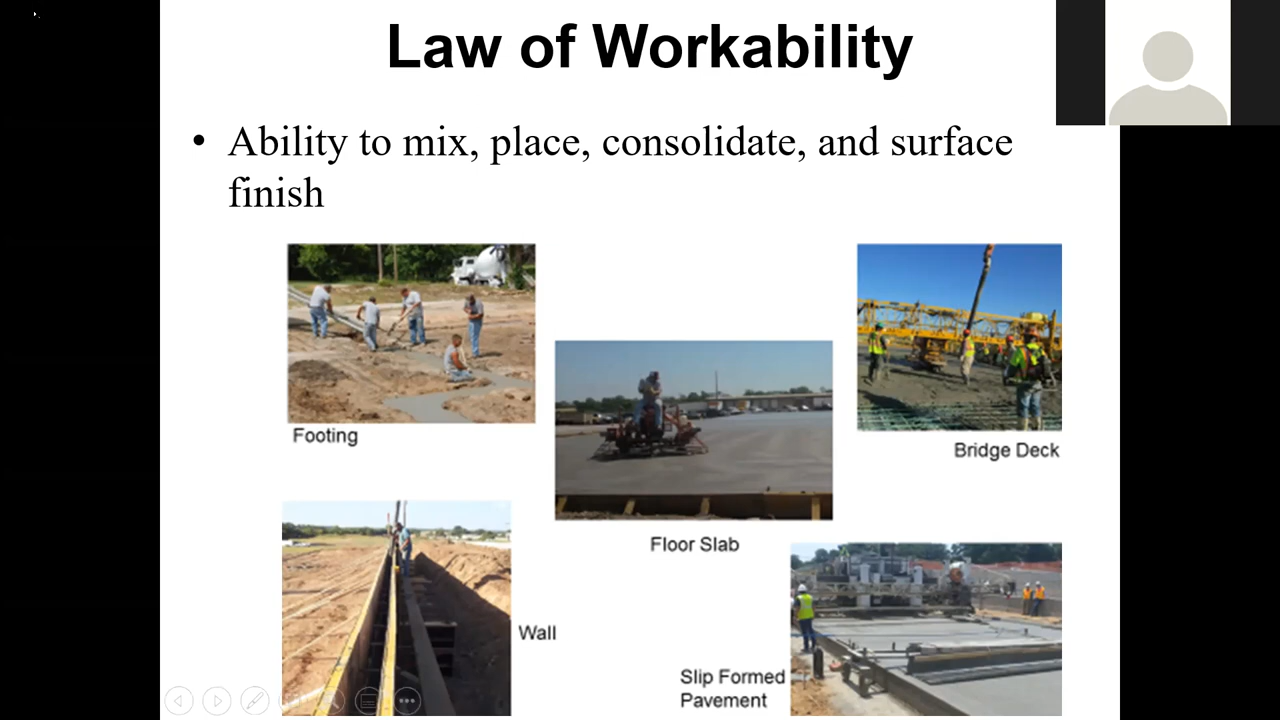 Law of Workability
• Ability to mix, place, consolidate, and surface
finish
Footing
Bridge Deck
Floor Slab
Wall
Slip Formed
Pavement